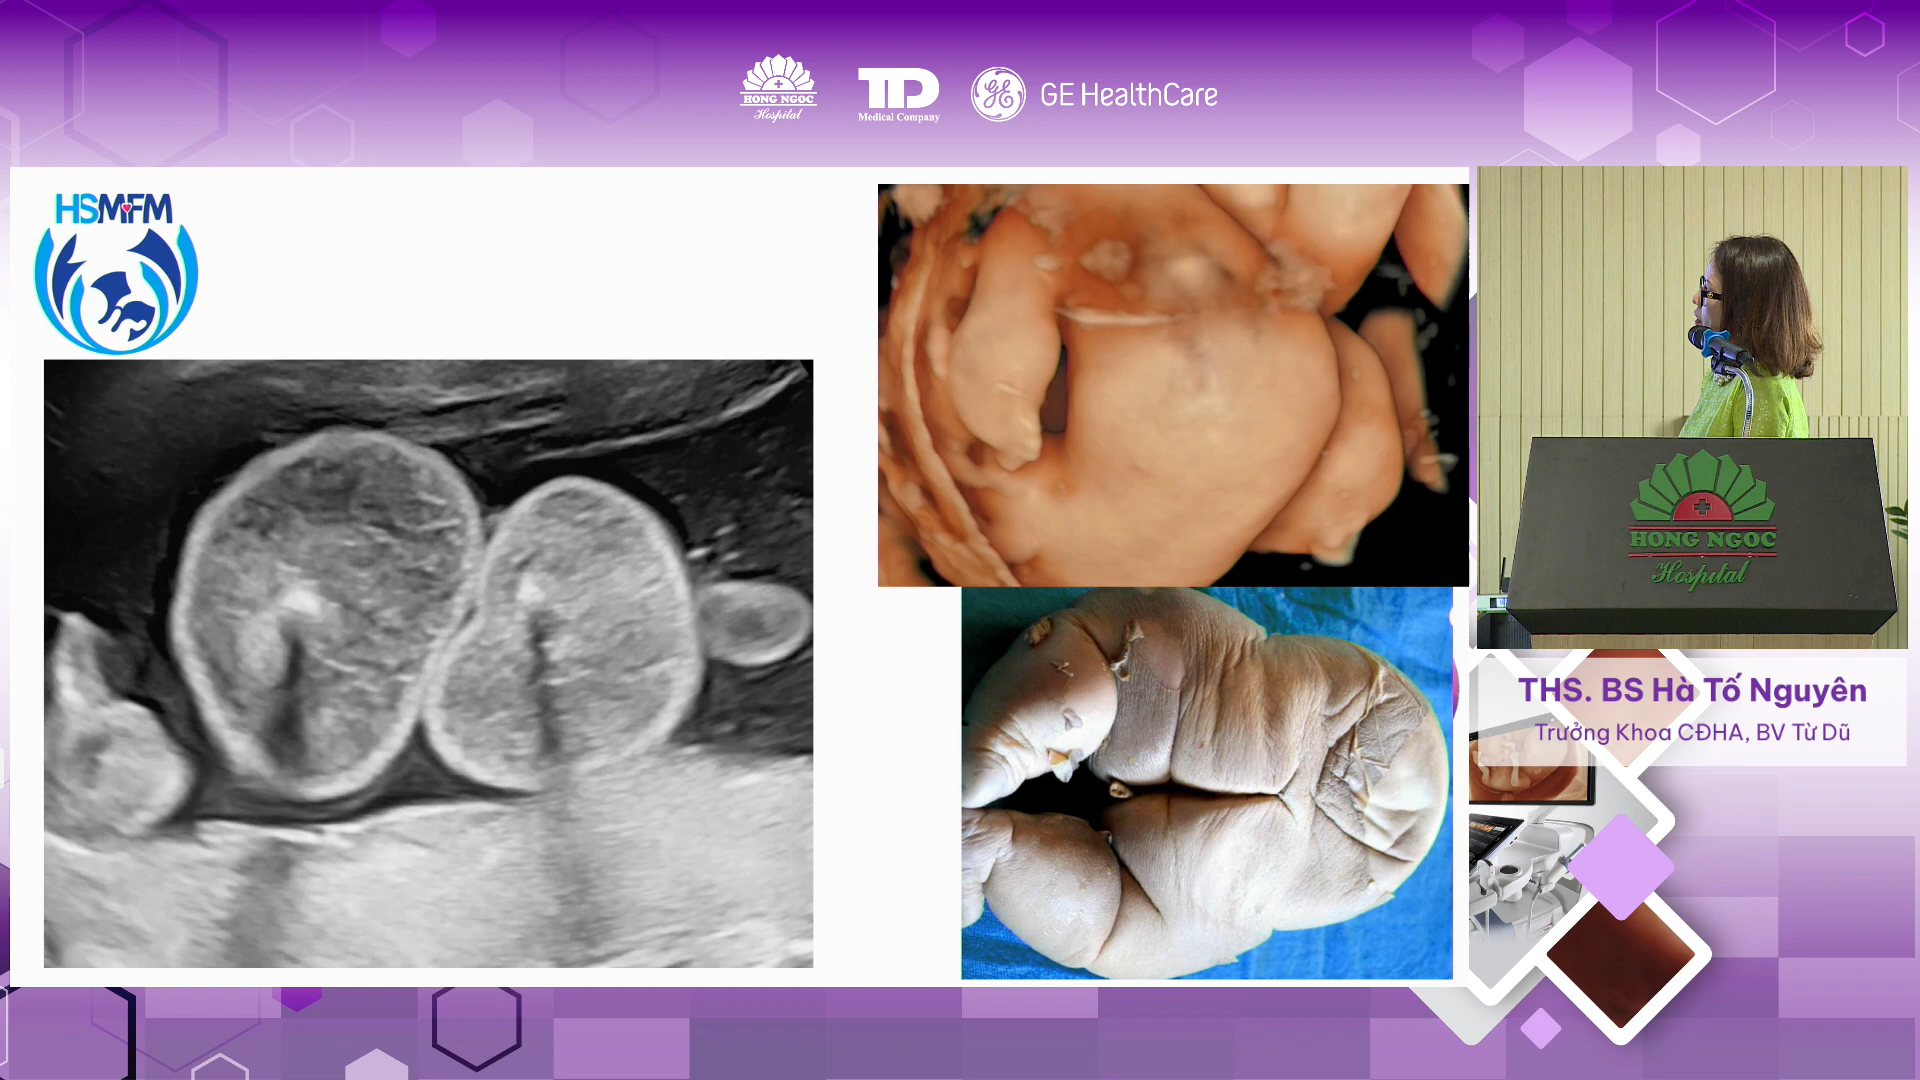 HONG NGOC
Hospital
TD
Medical Company
GE HealthCare
HSMFM
HONG NGOC
Hospital
THS. BS Hà Tố Nguyên
Trưởng Khoa CĐHA, BV Từ Dũ